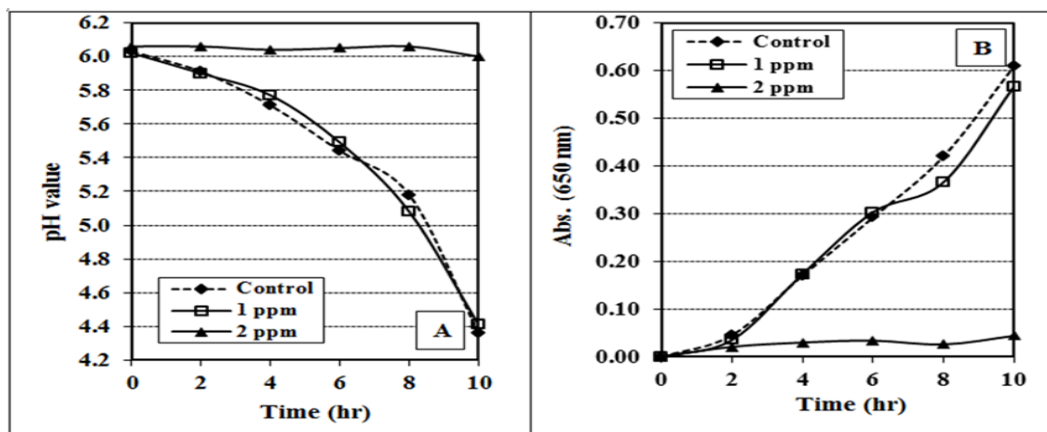 6.2
6.0
5.8
5.6
5.4
5.2
5.0
4.8
4.6
4.4
4.2
pH value
Control
1 ppm
2 ppm
A
0 2 4 6 8 10
Time (hr)
0.70
0.60
0.50
0.40
0.30
0.20
0.10
0.00
Abs. (650 nm)
Control
1 ppm
2 ppm
B
0 2 4 6 8 10
Time (hr)